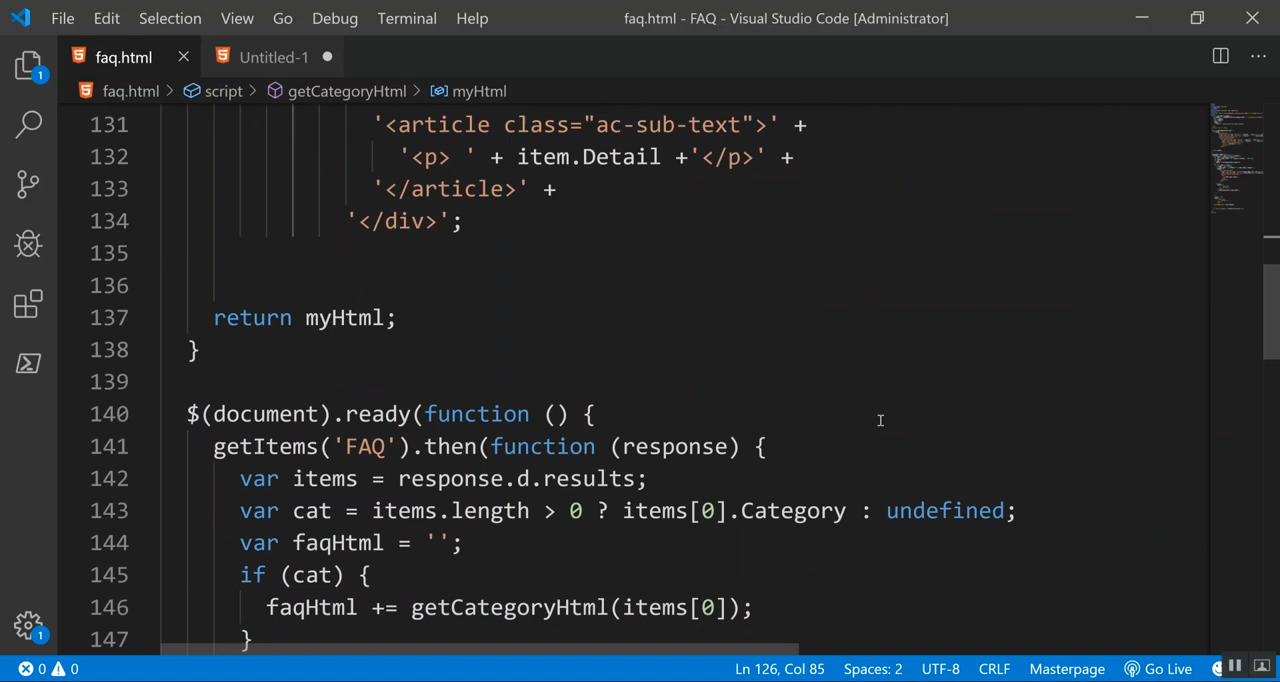 File Edit Selection View Go Debug Terminal Help faq.html - FAQ - Visual Studio Code [Administrator]
faq.html Untitled-1
faq.html > script > getCategoryHtml > myHtml
1
131 '<article class="ac-sub-text">' +
132 '<p> ' + item.Detail +'</p>' +
133 '</article>' +
134 '</div>';
135
136
137 return myHtml;
138 }
139
140 $(document).ready(function () {
141 getItems('FAQ').then(function (response) {
142 var items = response.d.results;
143 var cat = items.length > 0 ? items[0].Category : undefined;
144 var faqHtml = '';
145 if (cat) {
146 faqHtml += getCategoryHtml(items[0]);
147 }
1
0 0 Ln 126, Col 85 Spaces: 2 UTF-8 CRLF Masterpage Go Live